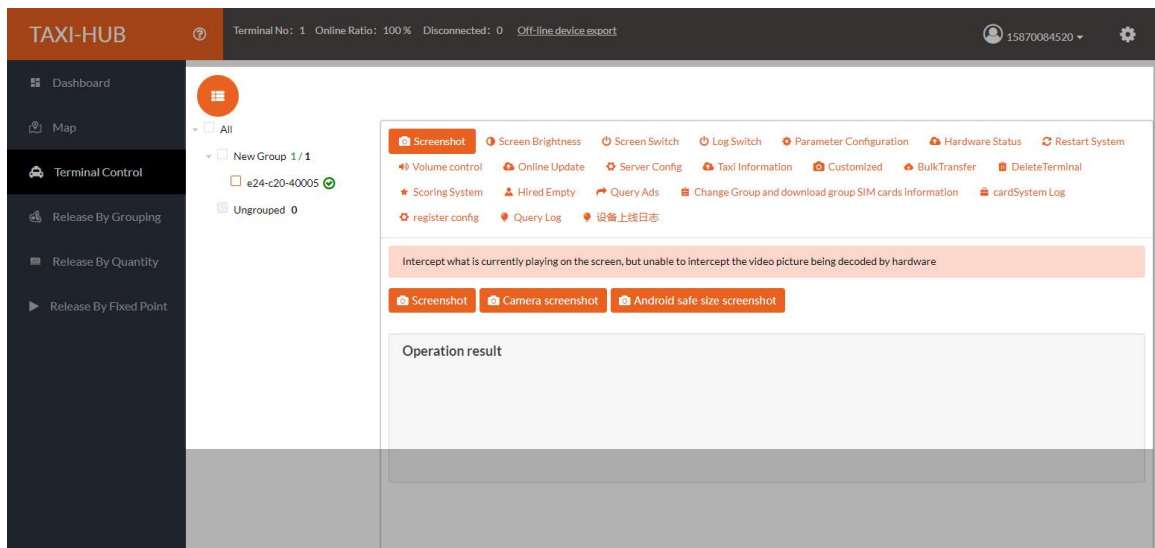 TAXI-HUB
Terminal No: 1 Online Ratio: 100% Disconnected: 0 Off-line device export
15870084520
Dashboard
Map
Terminal Control
Release By Grouping
Release By Quantity
Release By Fixed Point
All
New Group 1/1
e24-c20-40005
Ungrouped 0
Screenshot Screen Brightness Screen Switch Log Switch Parameter Configuration Hardware Status Restart System
Volume control Online Update Server Config Taxi Information Customized BulkTransfer DeleteTerminal
Scoring System Hired Empty Query Ads Change Group and download group SIM cards information cardSystem Log
register config Query Log 设备上线日志
Intercept what is currently playing on the screen, but unable to intercept the video picture being decoded by hardware
Screenshot Camera screenshot Android safe size screenshot
Operation result